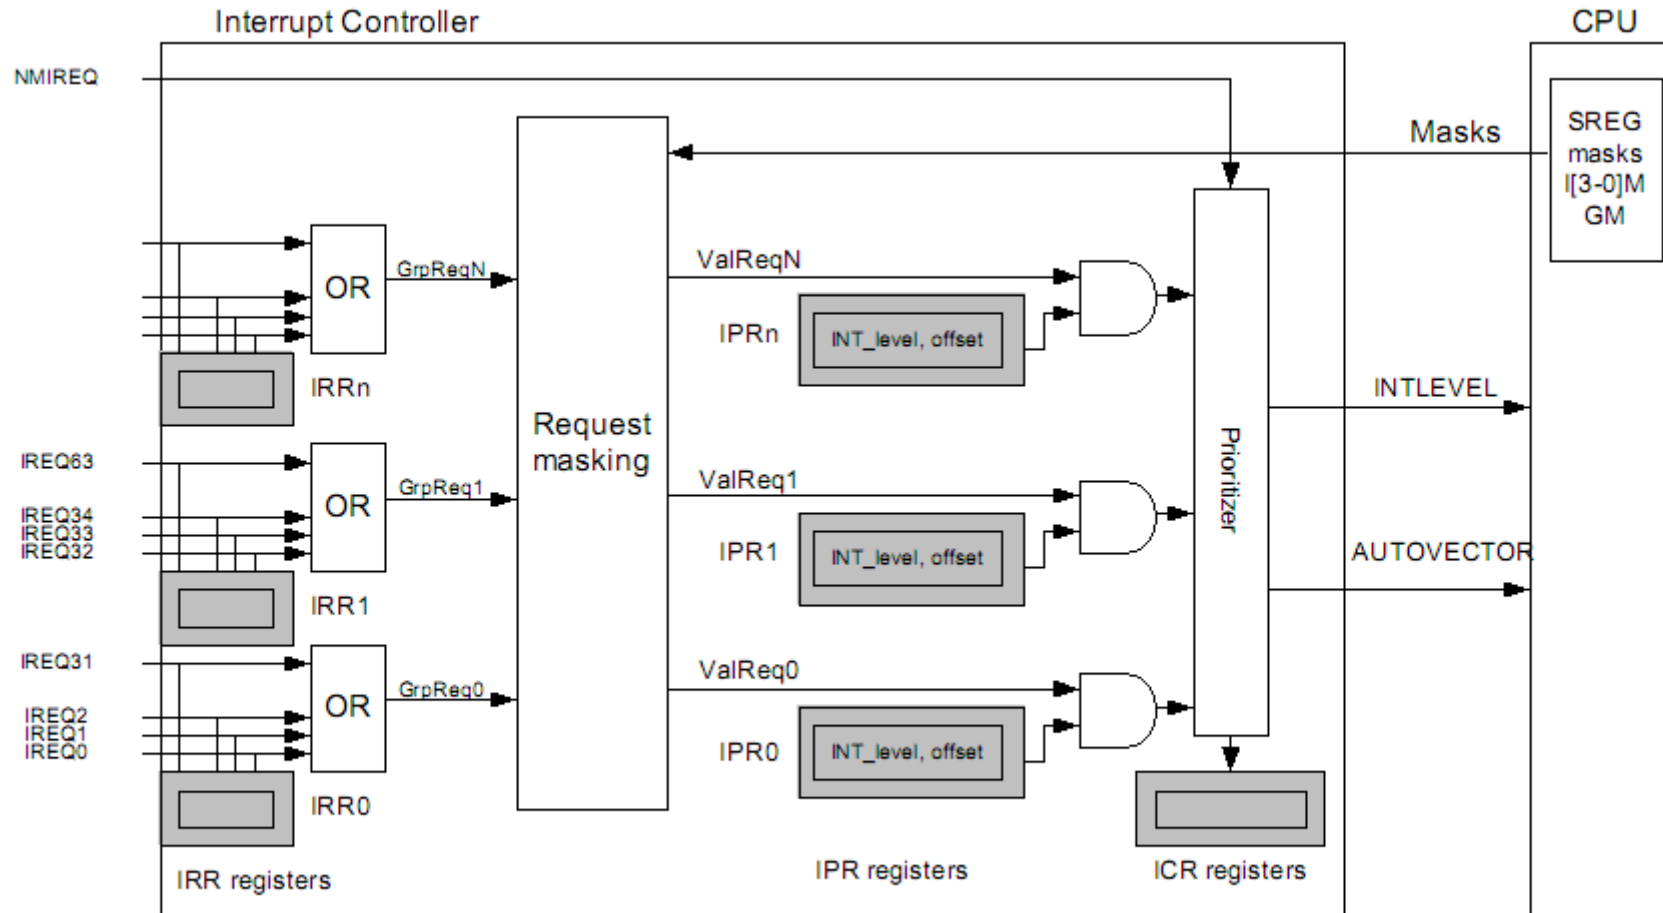 Interrupt Controller
CPU
NMIREQ
Masks
SREG
masks
I[3-0]M
GM
OR
GrpReqN
ValReqN
IPRn
INT_level, offset
IRRn
INTLEVEL
Request
masking
Prioritizer
IREQ63
IREQ34
IREQ33
IREQ32
OR
GrpReq1
ValReq1
IPR1
INT_level, offset
AUTOVECTOR
IRR1
IREQ31
IREQ2
IREQ1
IREQ0
OR
GrpReq0
ValReq0
IPR0
INT_level, offset
IRR0
IRR registers
IPR registers
ICR registers